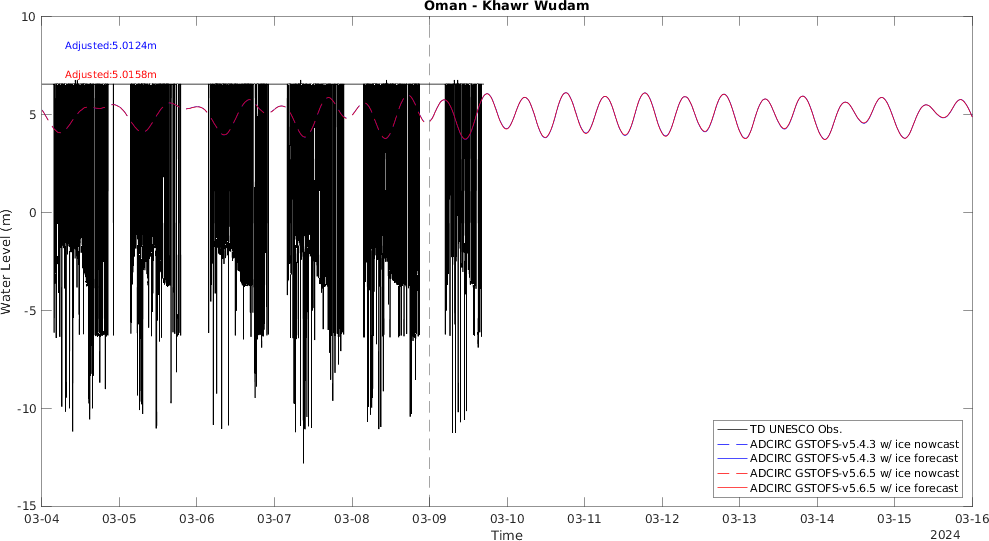 Oman - Khawr Wudam
10
Adjusted:5.0124m
Adjusted:5.0158m
5
0
-5
-10
-15
Water Level (m)
TD UNESCO Obs.
ADCIRC GSTOFS-v5.4.3 w/ ice nowcast
ADCIRC GSTOFS-v5.4.3 w/ ice forecast
ADCIRC GSTOFS-v5.6.5 w/ ice nowcast
ADCIRC GSTOFS-v5.6.5 w/ ice forecast
03-04 03-05 03-06 03-07 03-08 03-09 03-10 03-11 03-12 03-13 03-14 03-15 03-16
Time
2024